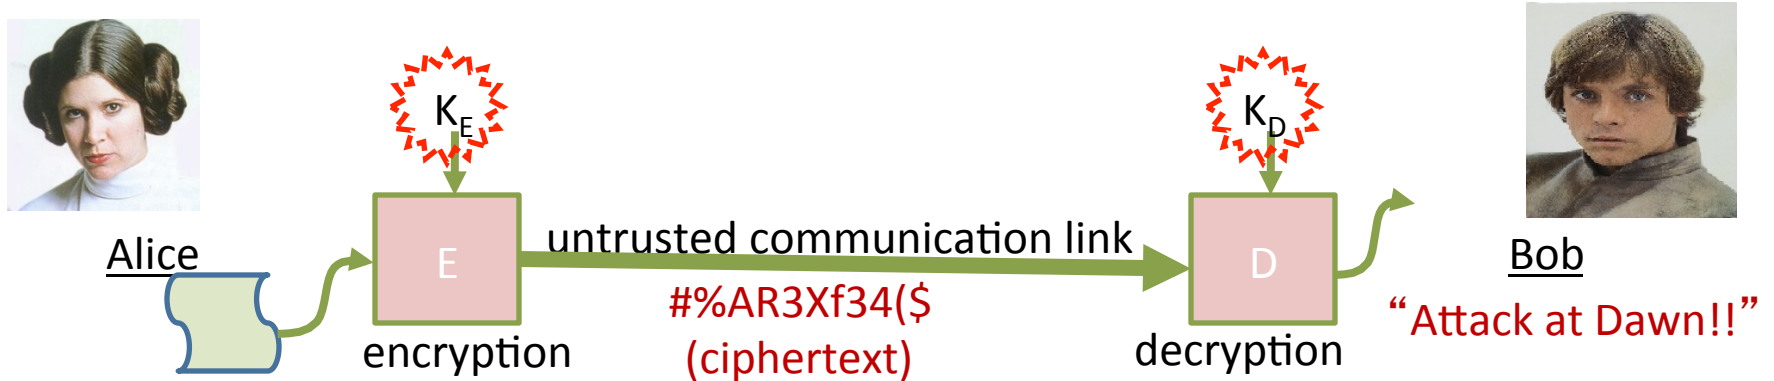 K_E
K_D
Alice
E
untrusted communication link
D
Bob
#%AR3Xf34($
“Attack at Dawn!!”
encryption
(ciphertext)
decryption